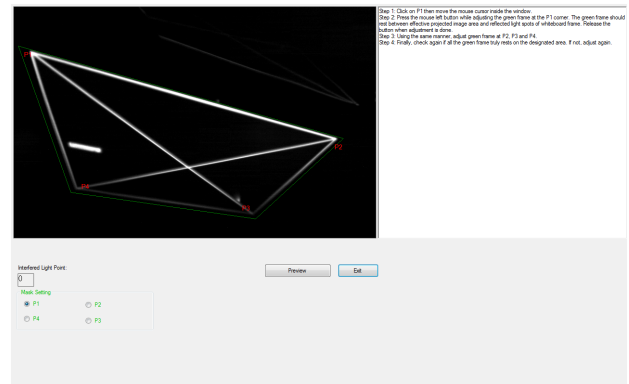 Step 1: Click on P1 then move the mouse cursor inside the window.
Step 2: Press the mouse left button while adjusting the green frame at the P1 corner. The green frame should
rest between effective projected image area and reflected light spots of whiteboard frame. Release the
button when adjustment is done.
Step 3: Using the same manner, adjust green frame at P2, P3 and P4.
Step 4: Finally, check again if all the green frame truly rests on the designated area. If not, adjust again.
P1
P2
P4
P3
Interfered Light Point:
0
Preview
Exit
Mask Setting
P1
P2
P4
P3